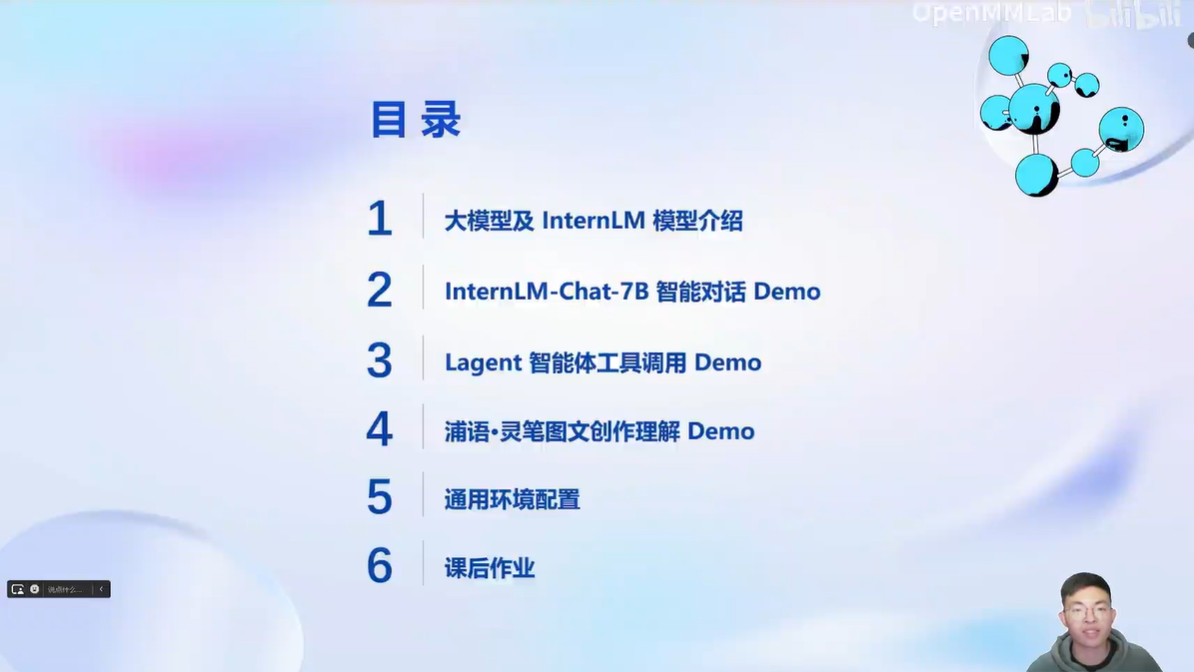 OpenMMLab bilibili
目录
1 大模型及 InternLM 模型介绍
2 InternLM-Chat-7B 智能对话 Demo
3 Lagent 智能体工具调用 Demo
4 浦语·灵笔图文创作理解 Demo
5 通用环境配置
6 课后作业
说点什么...